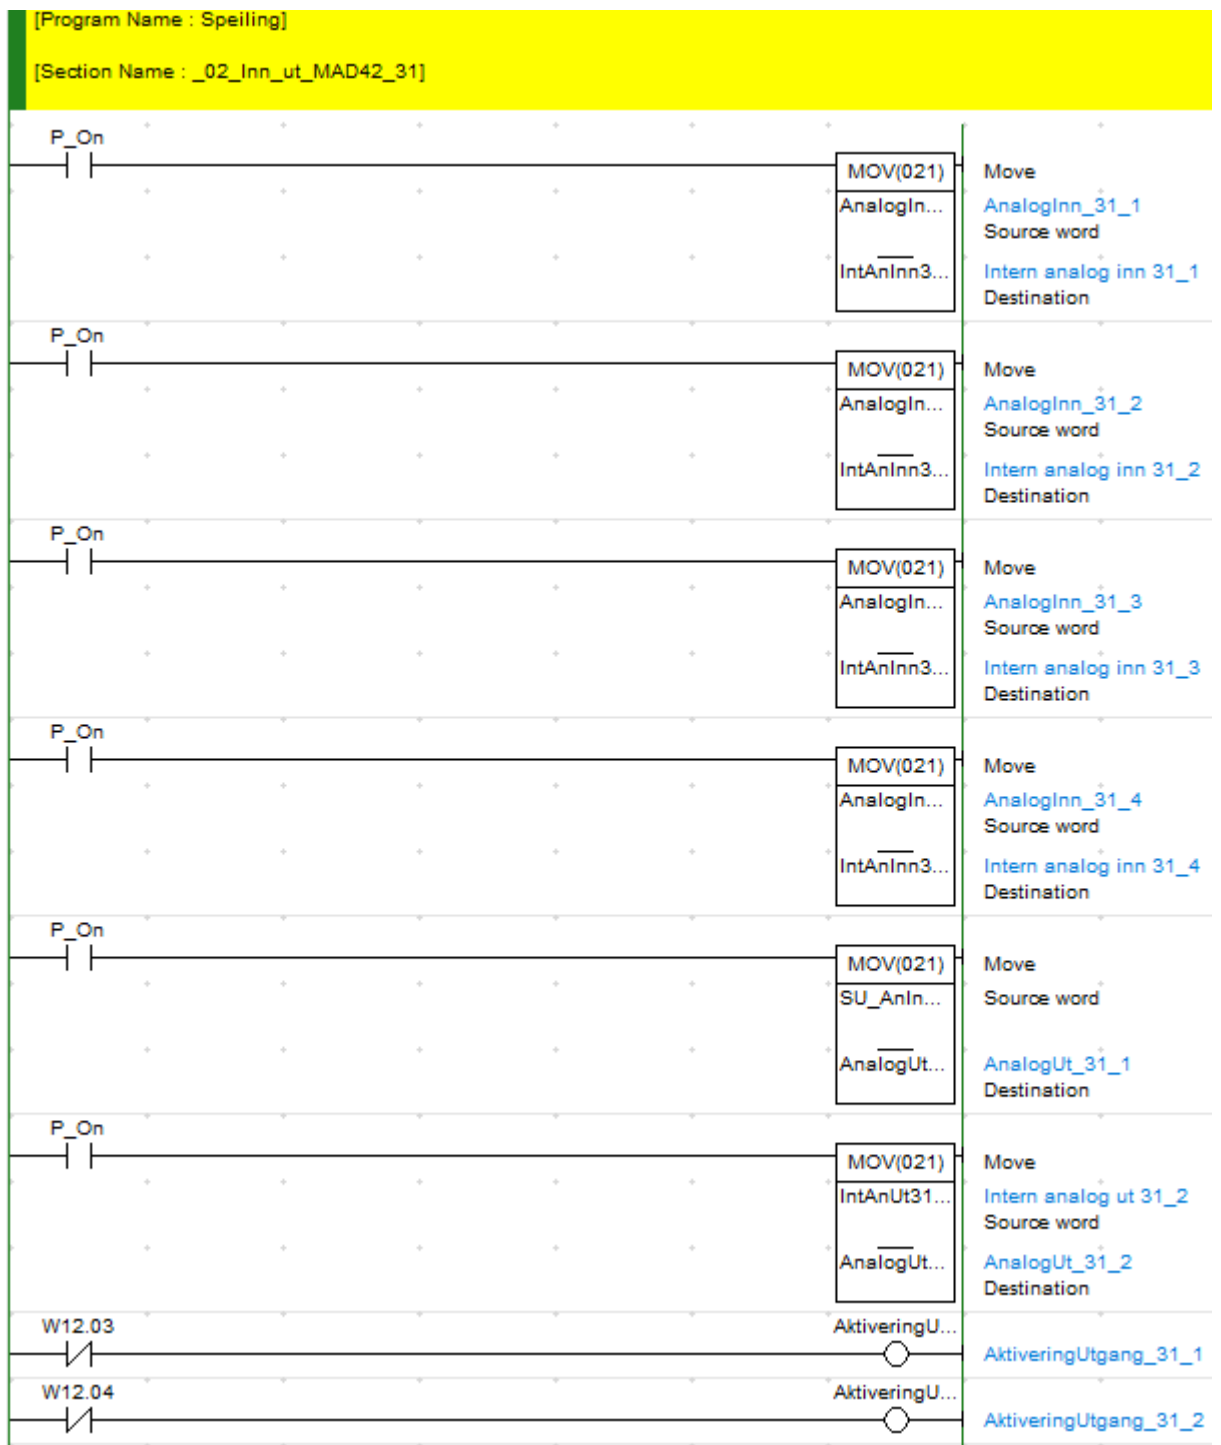 [Program Name : Speiling]
[Section Name : _02_Inn_ut_MAD42_31]
P_On
MOV(021)
Move
AnalogIn...
AnalogInn_31_1
Source word
IntAnInn3...
Intern analog inn 31_1
Destination
P_On
MOV(021)
Move
AnalogIn...
AnalogInn_31_2
Source word
IntAnInn3...
Intern analog inn 31_2
Destination
P_On
MOV(021)
Move
AnalogIn...
AnalogInn_31_3
Source word
IntAnInn3...
Intern analog inn 31_3
Destination
P_On
MOV(021)
Move
AnalogIn...
AnalogInn_31_4
Source word
IntAnInn3...
Intern analog inn 31_4
Destination
P_On
MOV(021)
Move
SU_AnIn...
Source word
AnalogUt...
AnalogUt_31_1
Destination
P_On
MOV(021)
Move
IntAnUt31...
Intern analog ut 31_2
Source word
AnalogUt...
AnalogUt_31_2
Destination
W12.03
AktiveringU...
AktiveringUtgang_31_1
W12.04
AktiveringU...
AktiveringUtgang_31_2